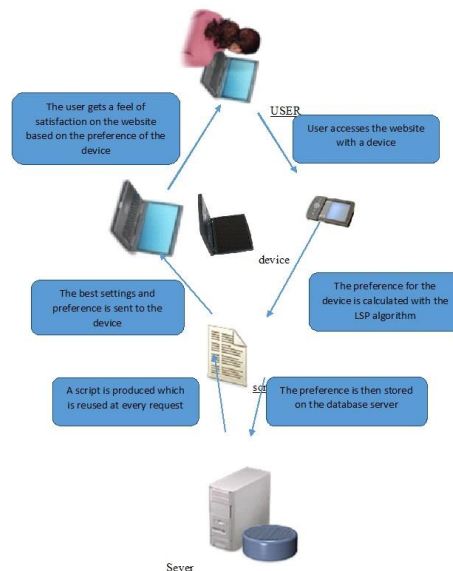 The user gets a feel of
satisfaction on the website
based on the preference of the
device
USER
User accesses the website
with a device
device
The best settings and
preference is sent to the
device
The preference for the
device is calculated with the
LSP algorithm
A script is produced which
is reused at every request
The preference is then stored
on the database server
Sever